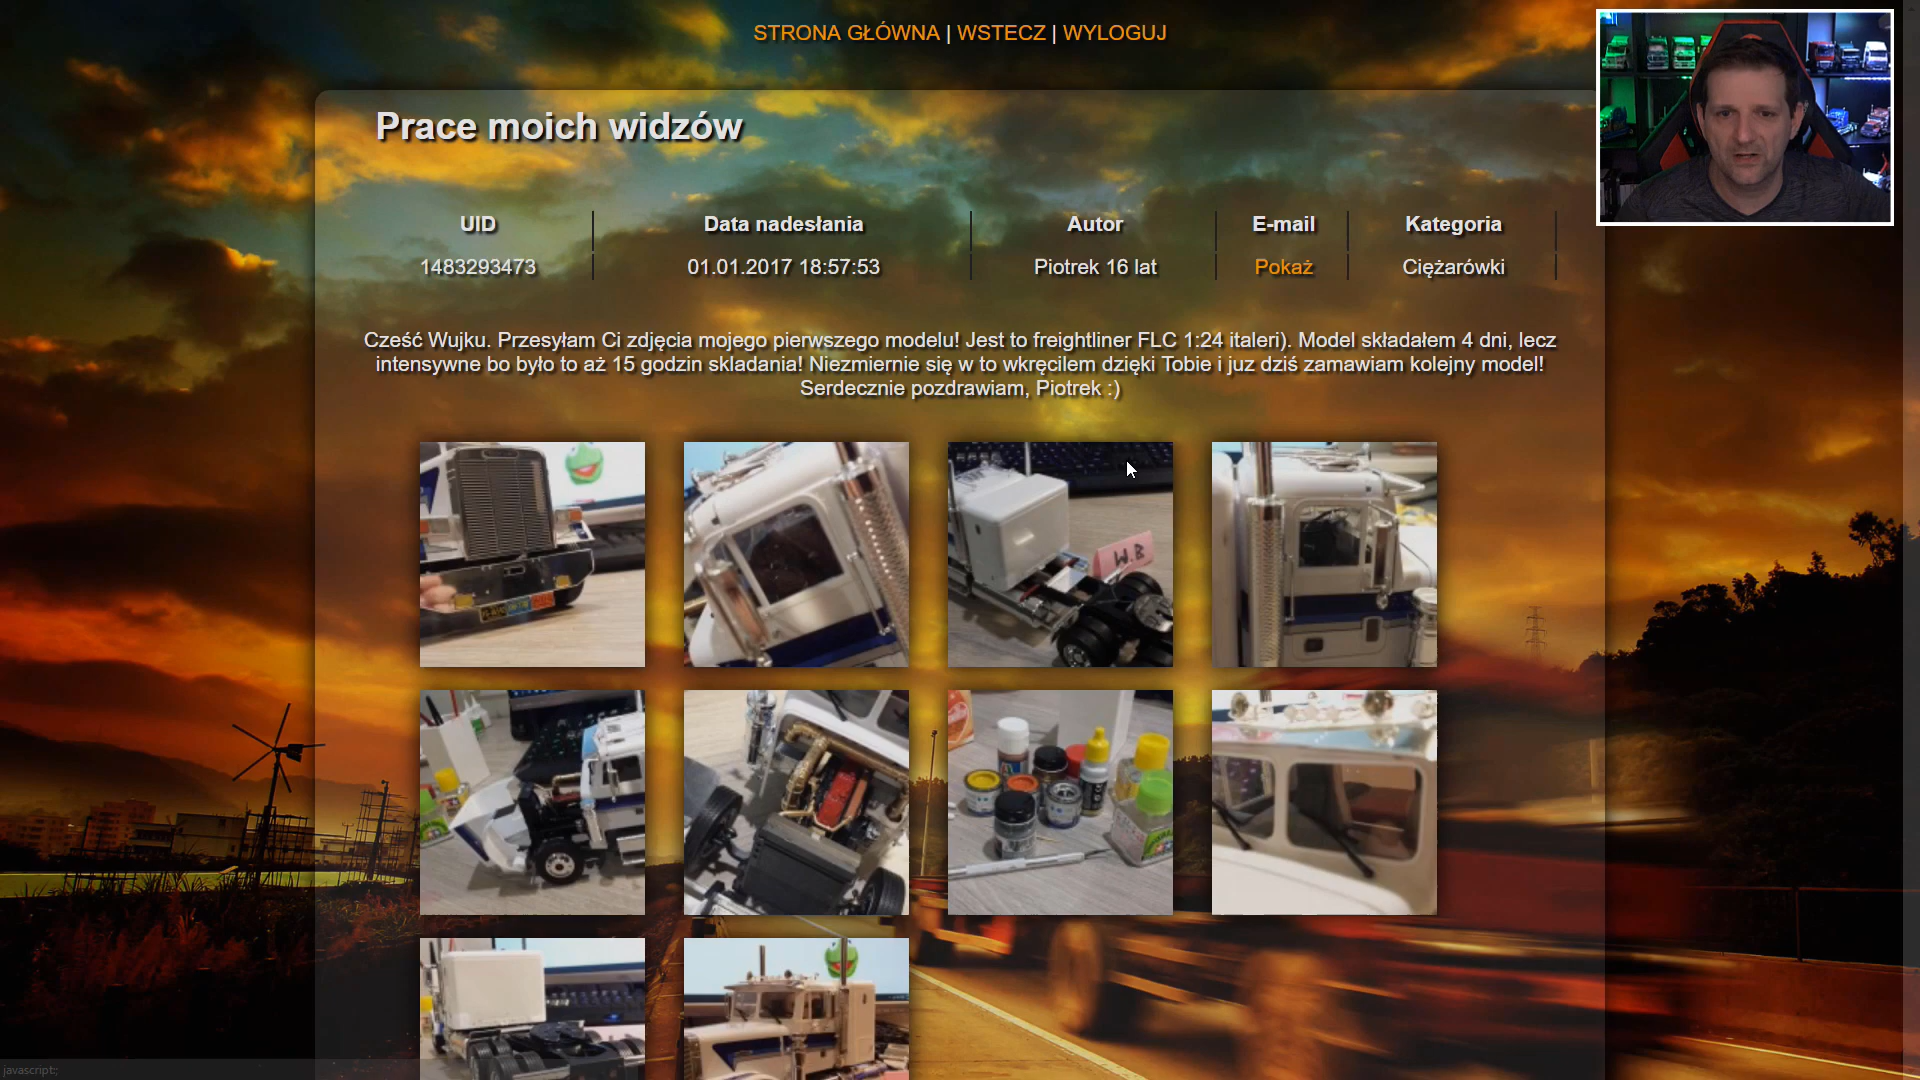 STRONA GŁÓWNA | WSTECZ | WYLOGUJ
Prace moich widzów
UID Data nadesłania Autor E-mail Kategoria
1483293473 01.01.2017 18:57:53 Piotrek 16 lat Pokaż Ciężarówki
Cześć Wujku. Przesyłam Ci zdjęcia mojego pierwszego modelu! Jest to freightliner FLC 1:24 italeri). Model składałem 4 dni, lecz
intensywne bo było to aż 15 godzin skladania! Niezmiernie się w to wkręcilem dzięki Tobie i juz dziś zamawiam kolejny model!
Serdecznie pozdrawiam, Piotrek :)
W.B
javascript:;